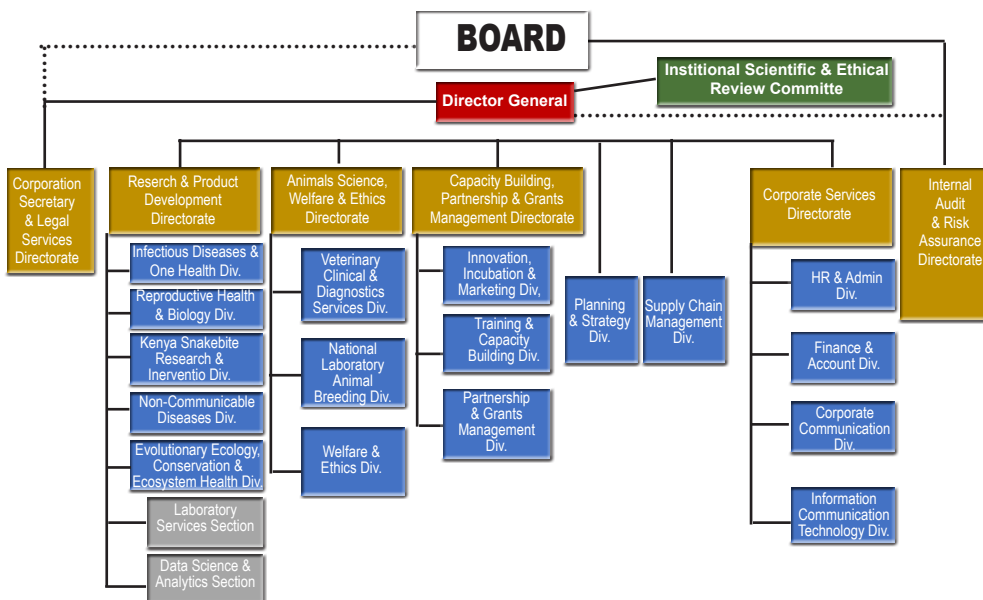 BOARD
Institional Scientific & Ethical
Review Committe
Director General
Corporation
Secretary
& Legal
Services
Directorate
Reserch & Product
Development
Directorate
Animals Science,
Welfare & Ethics
Directorate
Capacity Building,
Partnership & Grants
Management Directorate
Corporate Services
Directorate
Internal
Audit
& Risk
Assurance
Directorate
Infectious Diseases &
One Health Div.
Reproductive Health
& Biology Div.
Kenya Snakebite
Research &
Inerventio Div.
Non-Communicable
Diseases Div.
Evolutionary Ecology,
Conservation &
Ecosystem Health Div.
Laboratory
Services Section
Data Science &
Analytics Section
Veterinary
Clinical &
Diagnostics
Services Div.
National
Laboratory
Animal
Breeding Div.
Welfare &
Ethics Div.
Innovation,
Incubation &
Marketing Div,
Training &
Capacity
Building Div.
Partnership
& Grants
Management
Div.
Planning
& Strategy
Div.
Supply Chain
Management
Div.
HR & Admin
Div.
Finance &
Account Div.
Corporate
Communication
Div.
Information
Communication
Technology Div.